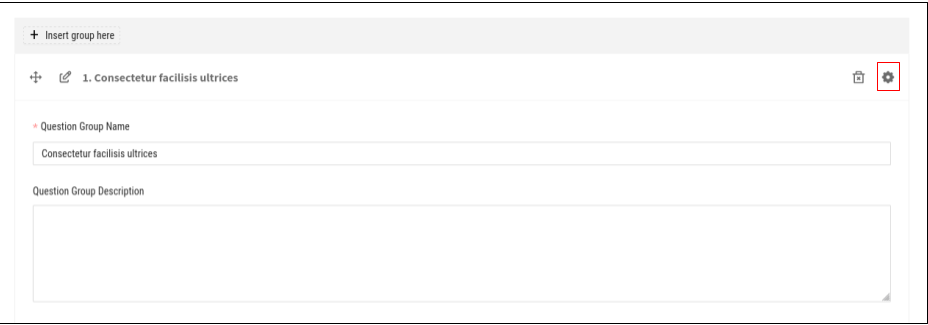 + Insert group here
1. Consectetur facilisis ultrices
* Question Group Name
Consectetur facilisis ultrices
Question Group Description